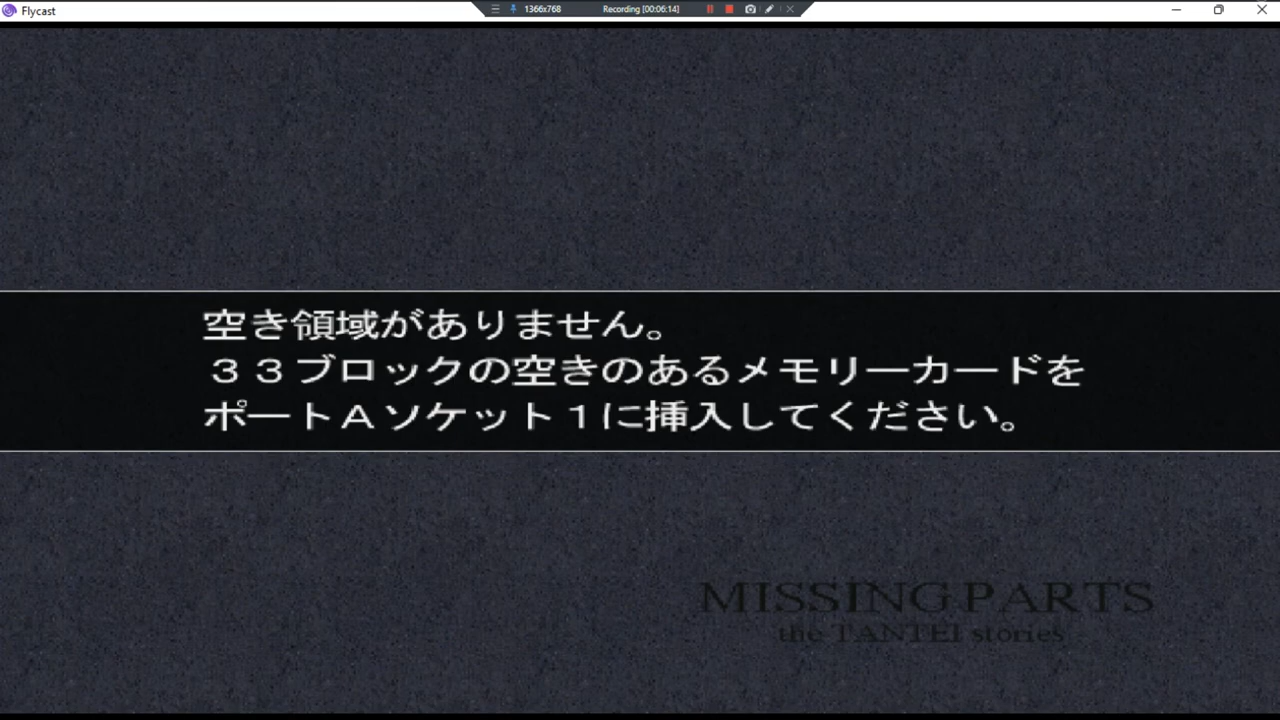 Flycast
1366x768
Recording [00:06:14]
空き領域がありません。
３３ブロックの空きのあるメモリーカードを
ポートＡソケット１に挿入してください。
MISSING PARTS
the TANTEI stories